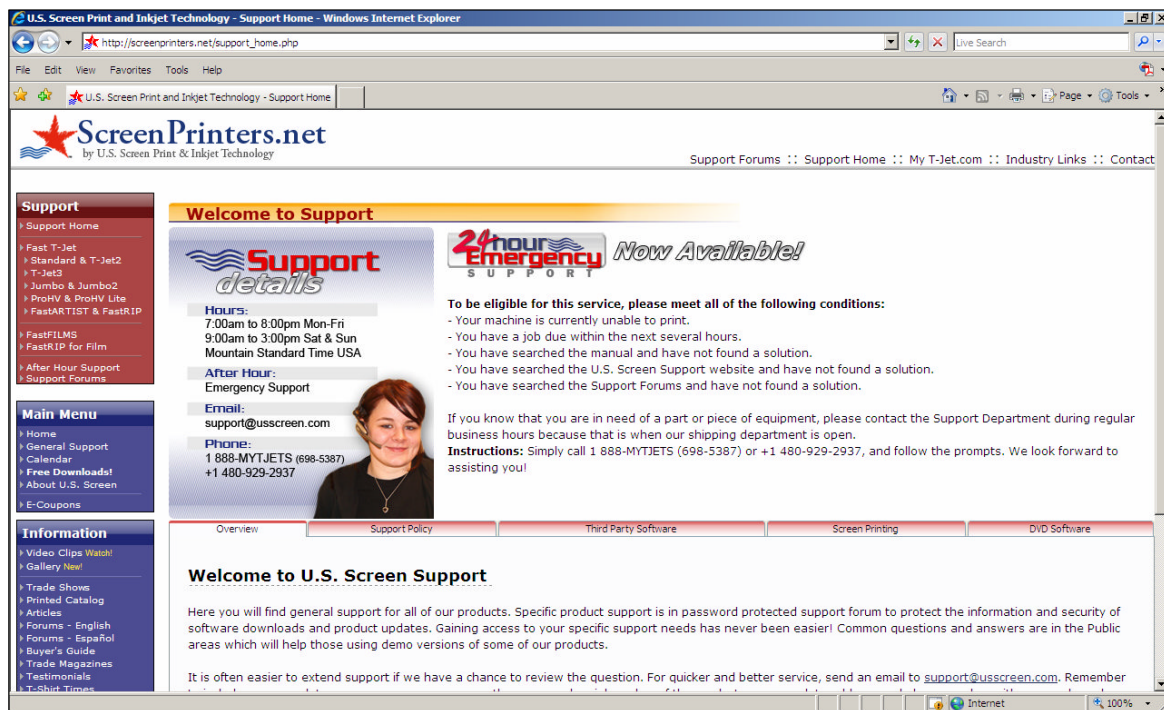 U.S. Screen Print and Inkjet Technology - Support Home - Windows Internet Explorer
http://screenprinters.net/support_home.php
Live Search
File Edit View Favorites Tools Help
U.S. Screen Print and Inkjet Technology - Support Home
Page Tools
ScreenPrinters.net
by U.S. Screen Print & Inkjet Technology
Support Forums :: Support Home :: My T-Jet.com :: Industry Links :: Contact
Support
Support Home
Fast T-Jet
Standard & T-Jet2
T-Jet3
Jumbo & Jumbo2
ProHV & ProHV Lite
FastARTIST & FastRIP
FastFILMS
FastRIP for Film
After Hour Support
Support Forums
Main Menu
Home
General Support
Calendar
Free Downloads!
About U.S. Screen
E-Coupons
Information
Video Clips Watch!
Gallery New!
Trade Shows
Printed Catalog
Articles
Forums - English
Forums - Español
Buyer's Guide
Trade Magazines
Testimonials
T-Shirt Times
Welcome to Support
Support
details
Hours:
7:00am to 8:00pm Mon-Fri
9:00am to 3:00pm Sat & Sun
Mountain Standard Time USA
After Hour:
Emergency Support
Email:
support@usscreen.com
Phone:
1 888-MYTJETS (698-5387)
+1 480-929-2937
24hour
Emergency
SUPPORT
Now Available!
To be eligible for this service, please meet all of the following conditions:
- Your machine is currently unable to print.
- You have a job due within the next several hours.
- You have searched the manual and have not found a solution.
- You have searched the U.S. Screen Support website and have not found a solution.
- You have searched the Support Forums and have not found a solution.
If you know that you are in need of a part or piece of equipment, please contact the Support Department during regular
business hours because that is when our shipping department is open.
Instructions: Simply call 1 888-MYTJETS (698-5387) or +1 480-929-2937, and follow the prompts. We look forward to
assisting you!
Overview Support Policy Third Party Software Screen Printing DVD Software
Welcome to U.S. Screen Support
Here you will find general support for all of our products. Specific product support is in password protected support forum to protect the information and security of
software downloads and product updates. Gaining access to your specific support needs has never been easier! Common questions and answers are in the Public
areas which will help those using demo versions of some of our products.
It is often easier to extend support if we have a chance to review the question. For quicker and better service, send an email to support@usscreen.com. Remember
Internet
100%